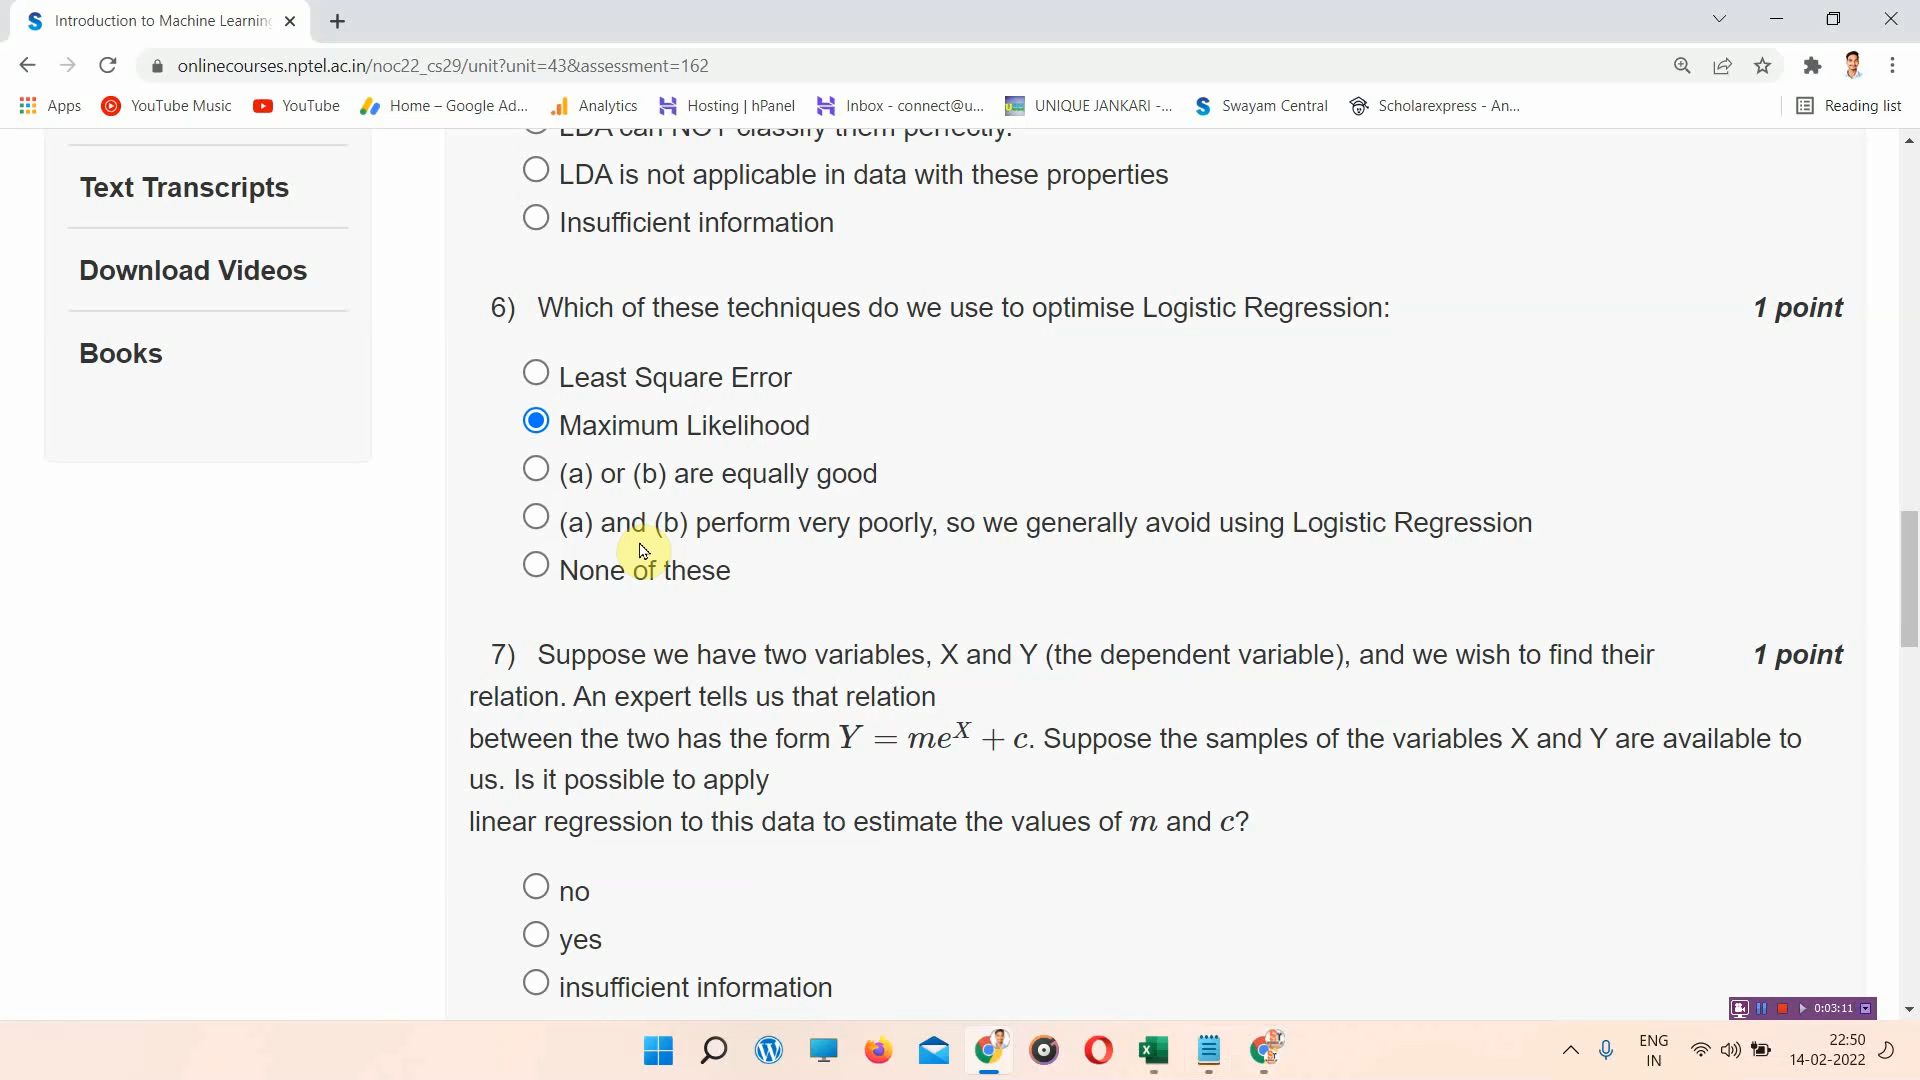 Introduction to Machine Learning
onlinecourses.nptel.ac.in/noc22_cs29/unit?unit=43&assessment=162
Apps YouTube Music YouTube Home – Google Ad... Analytics Hosting | hPanel Inbox - connect@u... UNIQUE JANKARI -... Swayam Central Scholarexpress - An... Reading list
LDA can NOT classify them perfectly.
Text Transcripts
LDA is not applicable in data with these properties
Insufficient information
Download Videos
6) Which of these techniques do we use to optimise Logistic Regression: 1 point
Books
Least Square Error
Maximum Likelihood
(a) or (b) are equally good
(a) and (b) perform very poorly, so we generally avoid using Logistic Regression
None of these
7) Suppose we have two variables, X and Y (the dependent variable), and we wish to find their 1 point
relation. An expert tells us that relation
between the two has the form Y = me^X + c. Suppose the samples of the variables X and Y are available to
us. Is it possible to apply
linear regression to this data to estimate the values of m and c?
no
yes
insufficient information
0:03:11
ENG
IN
22:50
14-02-2022